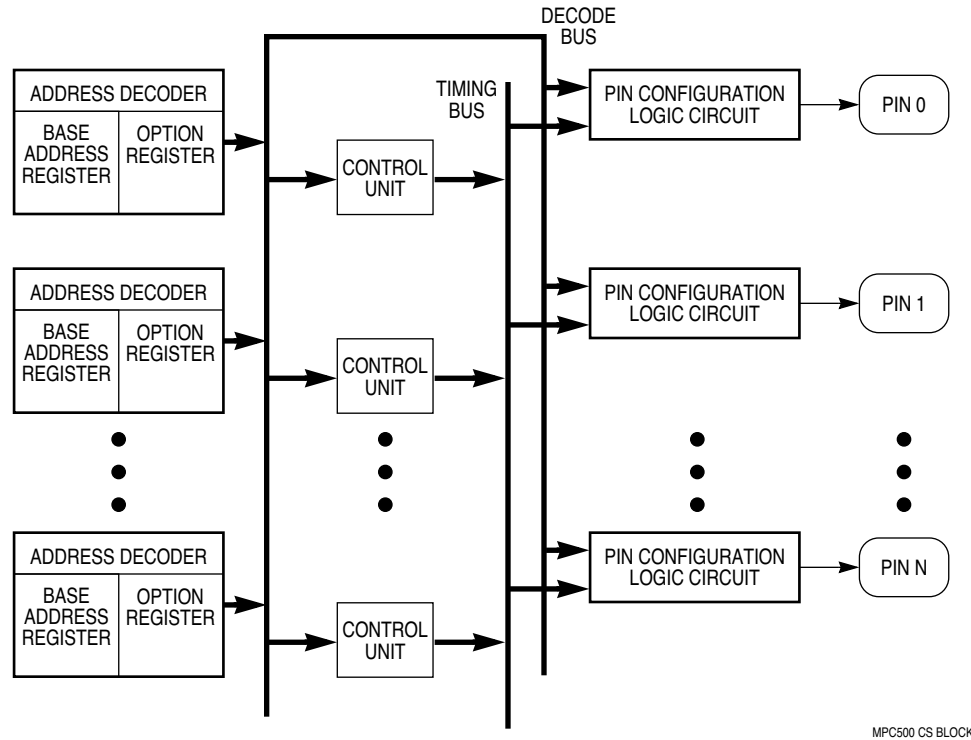 DECODE
BUS
TIMING
BUS
ADDRESS DECODER
BASE
ADDRESS
REGISTER
OPTION
REGISTER
CONTROL
UNIT
PIN CONFIGURATION
LOGIC CIRCUIT
PIN 0
ADDRESS DECODER
BASE
ADDRESS
REGISTER
OPTION
REGISTER
CONTROL
UNIT
PIN CONFIGURATION
LOGIC CIRCUIT
PIN 1
ADDRESS DECODER
BASE
ADDRESS
REGISTER
OPTION
REGISTER
CONTROL
UNIT
PIN CONFIGURATION
LOGIC CIRCUIT
PIN N
MPC500 CS BLOCK